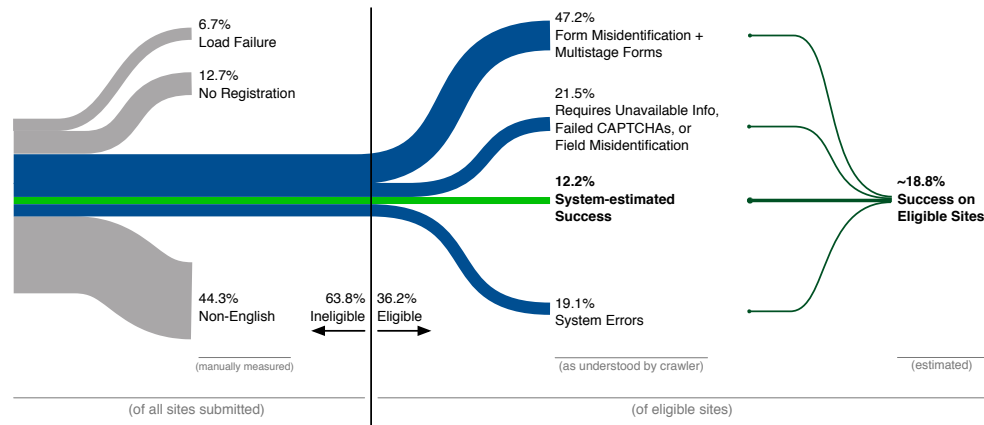 6.7%
Load Failure
12.7%
No Registration
44.3%
Non-English
(manually measured)
63.8%
Ineligible
36.2%
Eligible
(of all sites submitted)
47.2%
Form Misidentification +
Multistage Forms
21.5%
Requires Unavailable Info,
Failed CAPTCHAs, or
Field Misidentification
12.2%
System-estimated
Success
19.1%
System Errors
(as understood by crawler)
~18.8%
Success on
Eligible Sites
(estimated)
(of eligible sites)